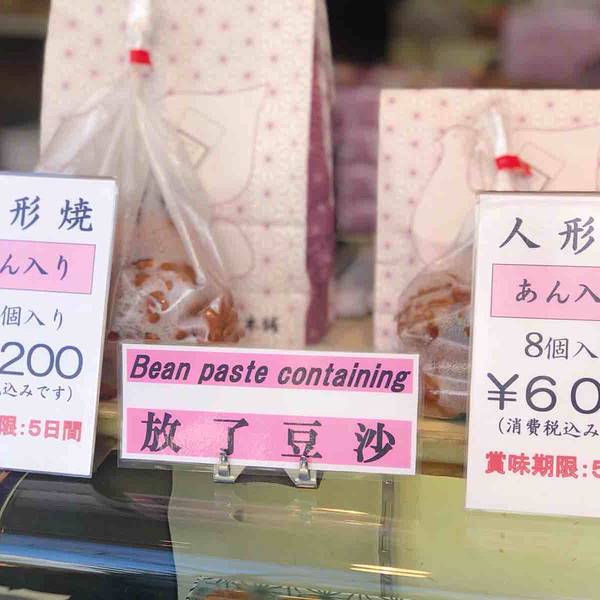 形焼
あん入り
個入り
200
込みです)
限:5日間
Bean paste containing
放了豆沙
本舗
人形
あん入
8個入
¥60
(消費税込み
賞味期限:5